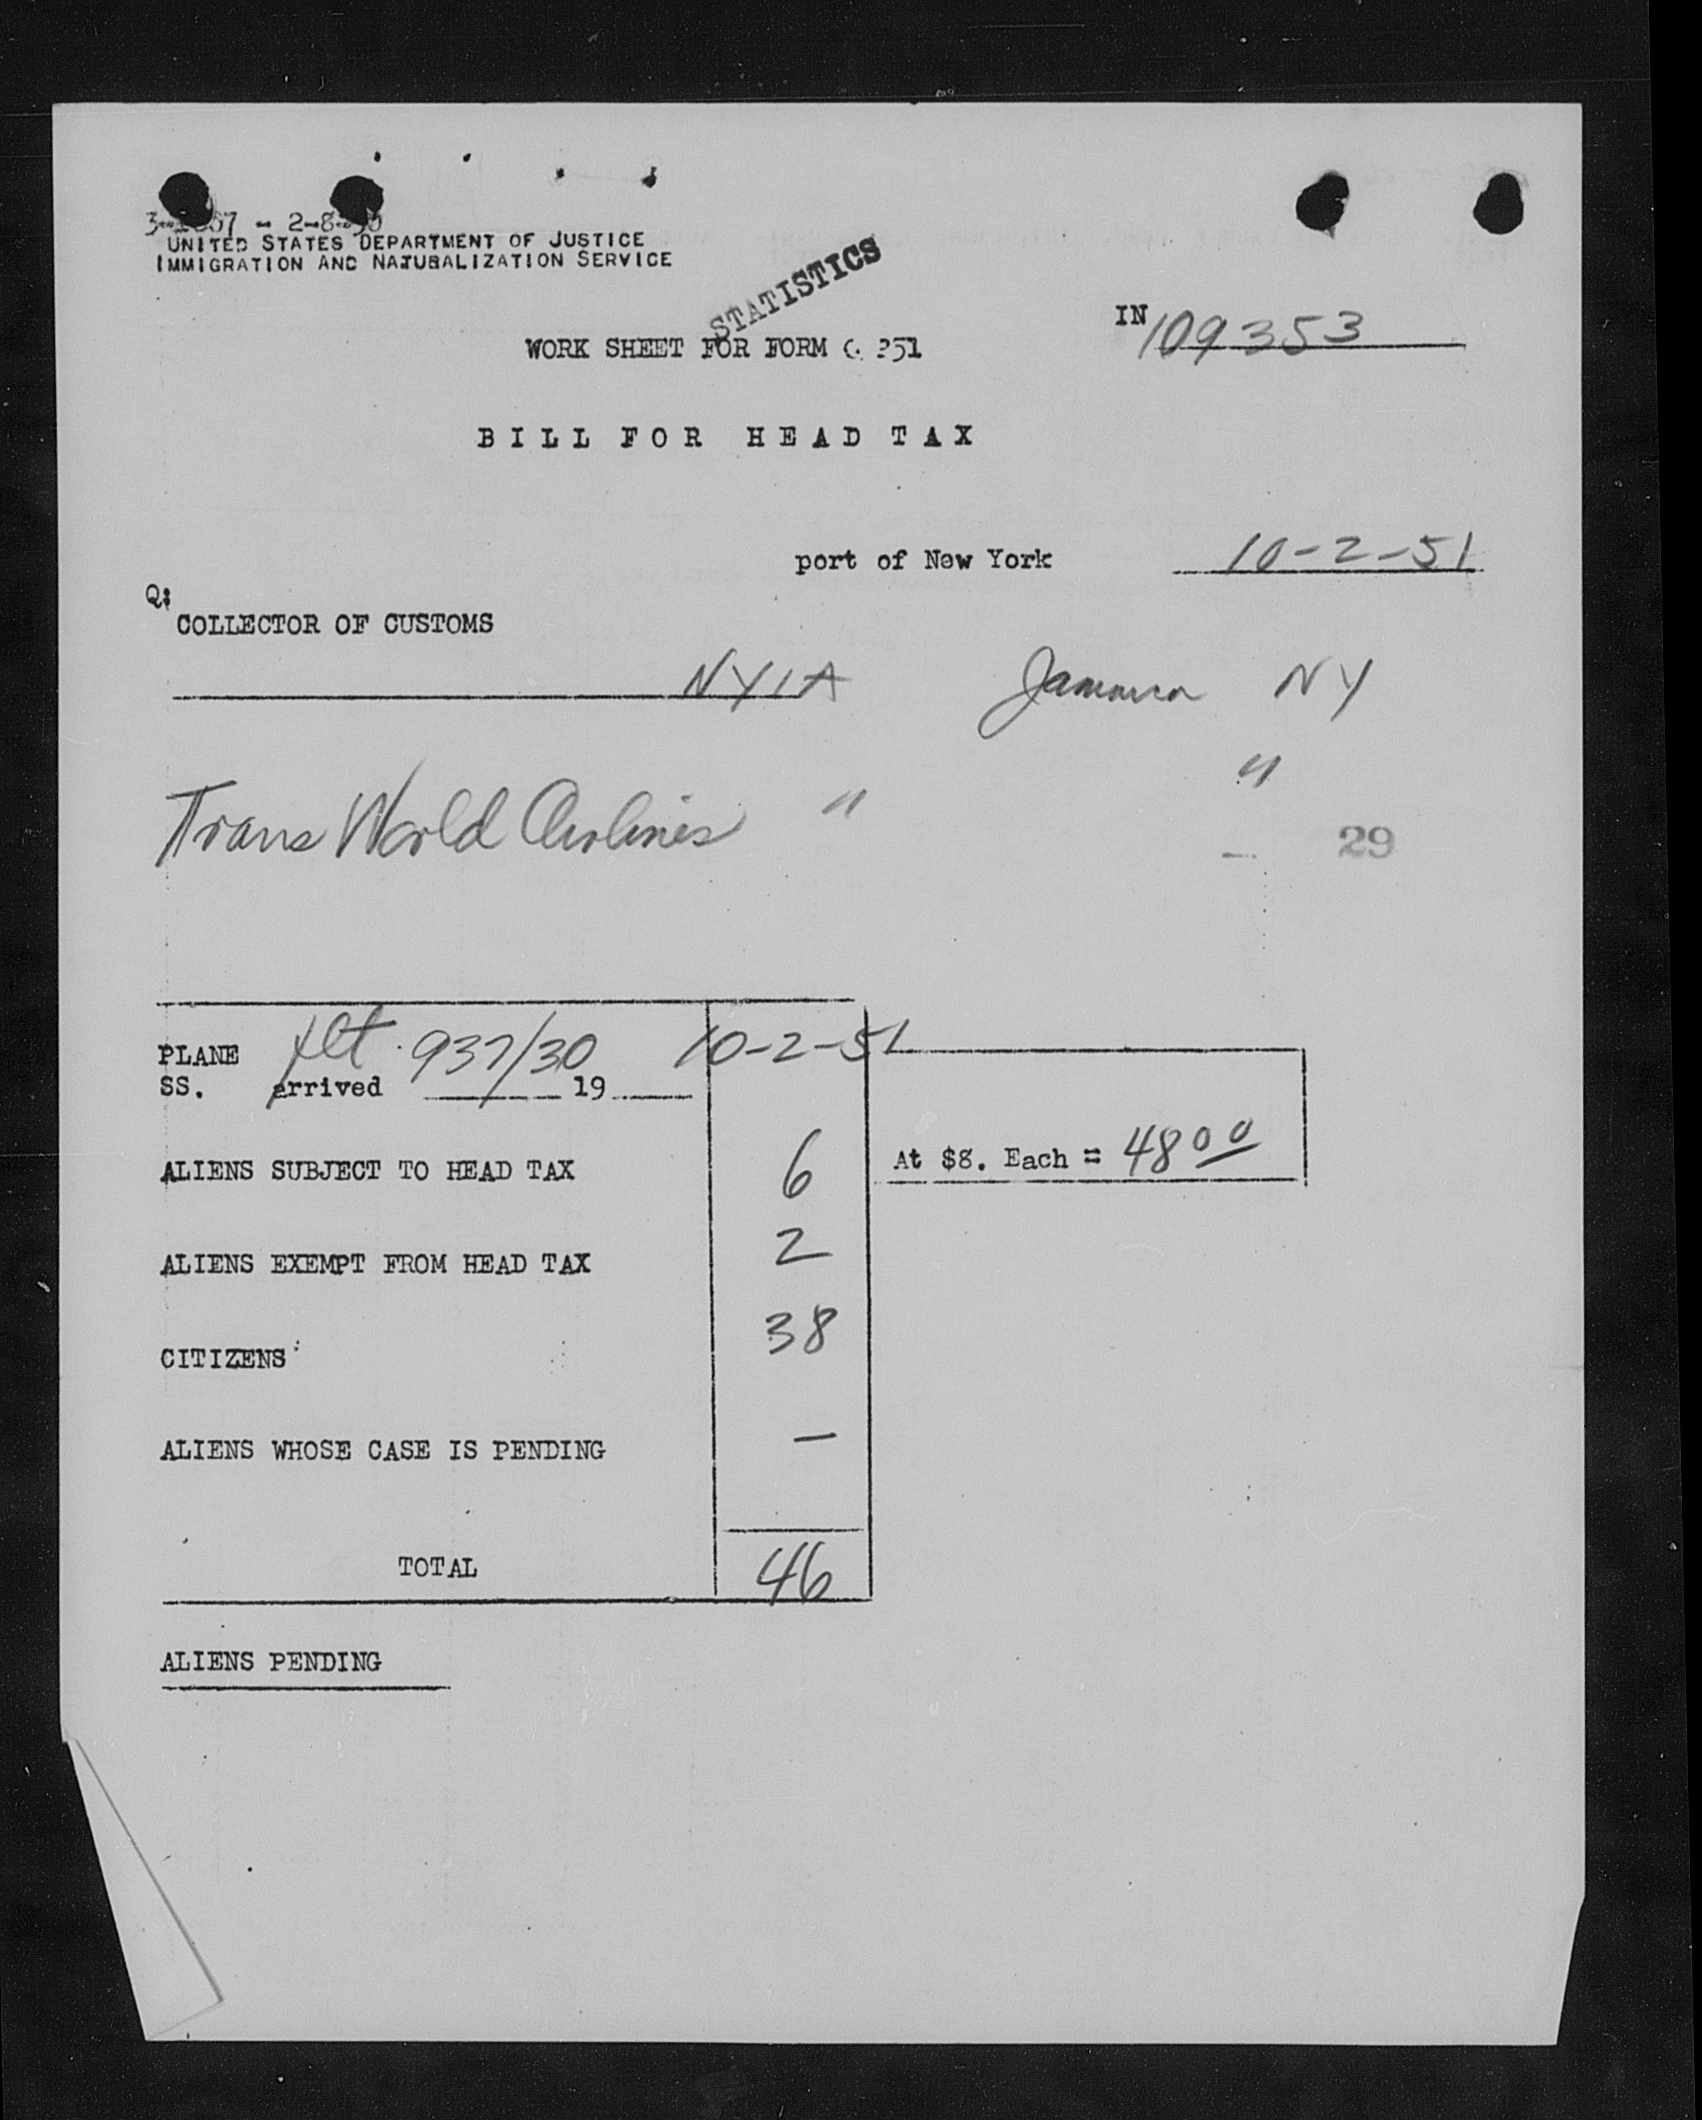 UNITED STATES DEPARTMENT OF JUSTICE
IMMIGRATION AND NATURALIZATION SERVICE
STATISTICS
IN 109353
WORK SHEET FOR FORM
BILL FOR HEAD TAX
port of New York 10-2-51
Q:
COLLECTOR OF CUSTOMS
NYIA Jamaica NY
Trans World Airlines " "
29
PLANE flt. 937/30 10-2-51
SS. arrived 19
ALIENS SUBJECT TO HEAD TAX 6 At $8. Each = 48 00
ALIENS EXEMPT FROM HEAD TAX 2
CITIZENS 38
ALIENS WHOSE CASE IS PENDING —
TOTAL 46
ALIENS PENDING